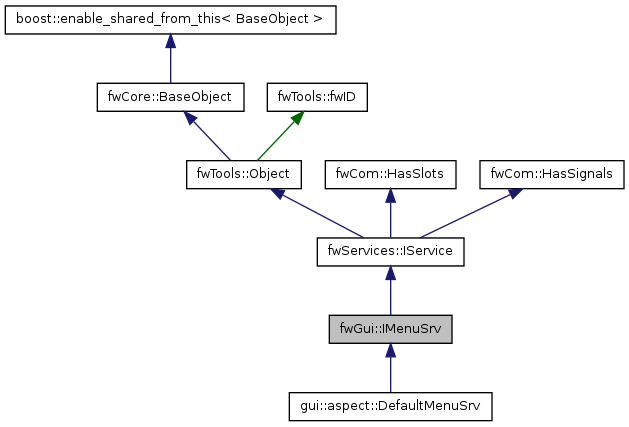 boost::enable_shared_from_this< BaseObject >
fwCore::BaseObject
fwTools::fwID
fwTools::Object
fwCom::HasSlots
fwCom::HasSignals
fwServices::IService
fwGui::IMenuSrv
gui::aspect::DefaultMenuSrv